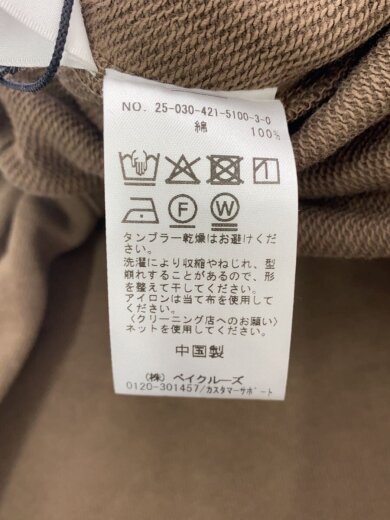 NO. 25-030-421-5100-3-0
綿 100%
F W
タンブラー乾燥はお避けくだ
さい。
洗濯により収縮やねじれ、型
崩れすることがあるので、形
を整えて干してください。
アイロンは当て布を使用して
ください。
〈クリーニング店へのお願い〉
ネットを使用してください。
中国製
(株) ベイクルーズ
0120-301457/カスタマーサポート